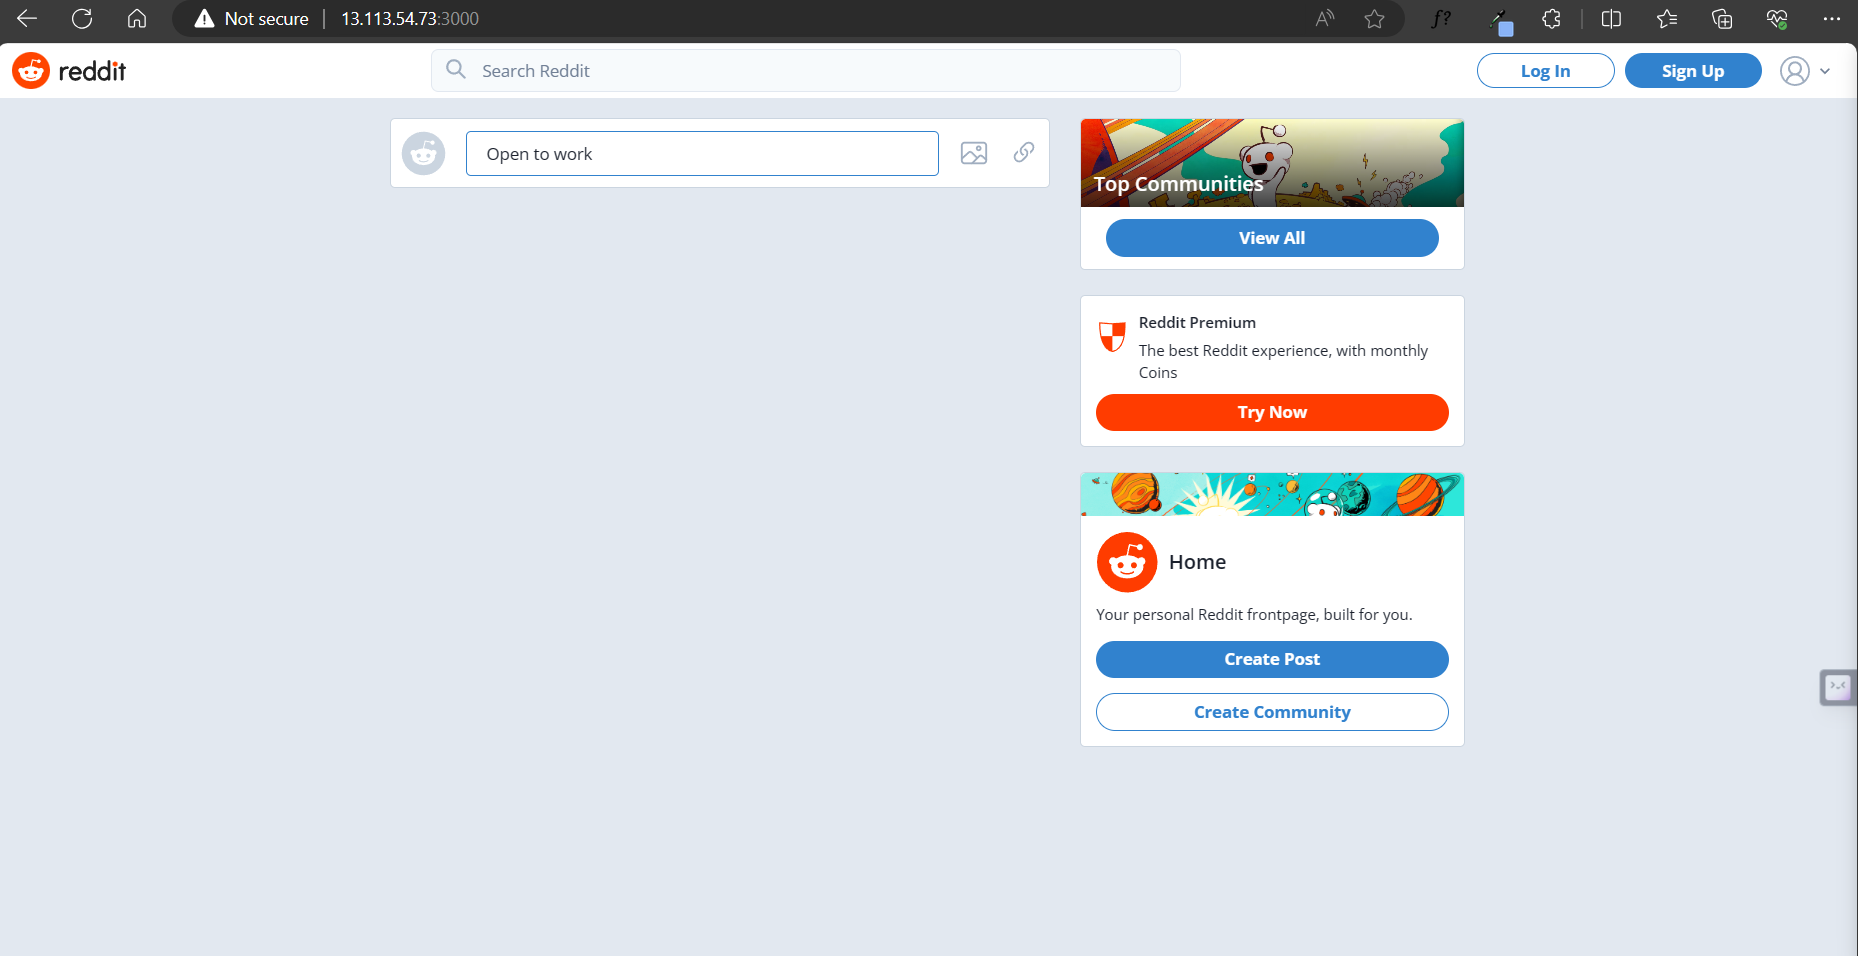 Not secure | 13.113.54.73:3000
reddit
Search Reddit
Log In
Sign Up
Open to work
Top Communities
View All
Reddit Premium
The best Reddit experience, with monthly
Coins
Try Now
Home
Your personal Reddit frontpage, built for you.
Create Post
Create Community